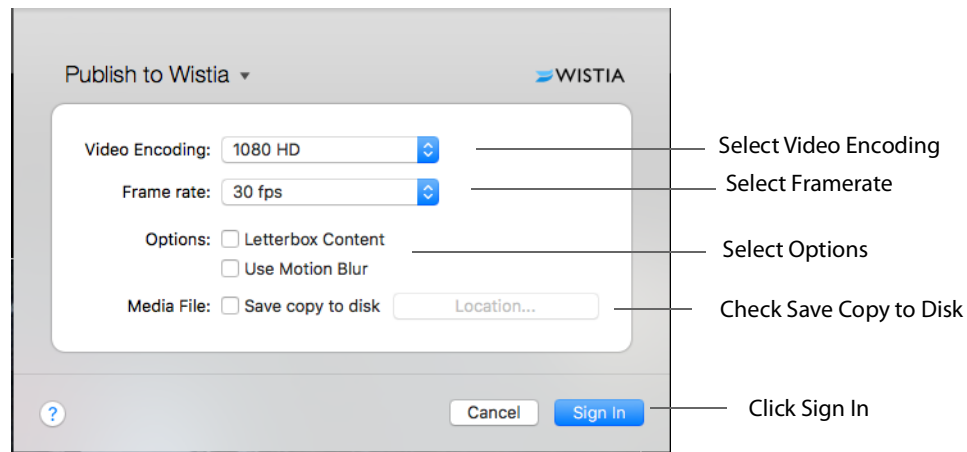 Publish to Wistia
WISTIA
Video Encoding: 1080 HD
Select Video Encoding
Frame rate: 30 fps
Select Framerate
Options: Letterbox Content
Use Motion Blur
Select Options
Media File: Save copy to disk Location...
Check Save Copy to Disk
? Cancel Sign In
Click Sign In